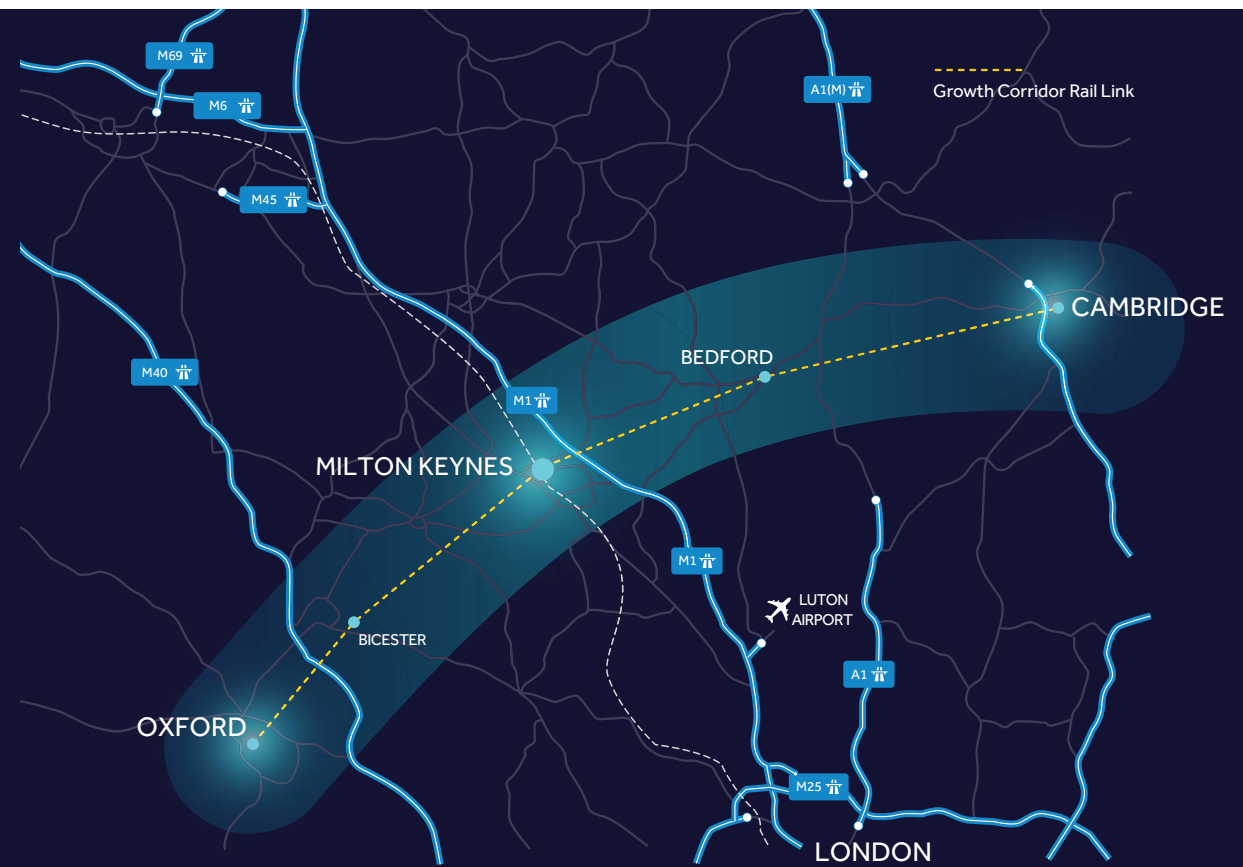 M69
M6
A1(M)
Growth Corridor Rail Link
M45
CAMBRIDGE
BEDFORD
M40
M1
MILTON KEYNES
M1
LUTON
AIRPORT
BICESTER
A1
OXFORD
M25
LONDON